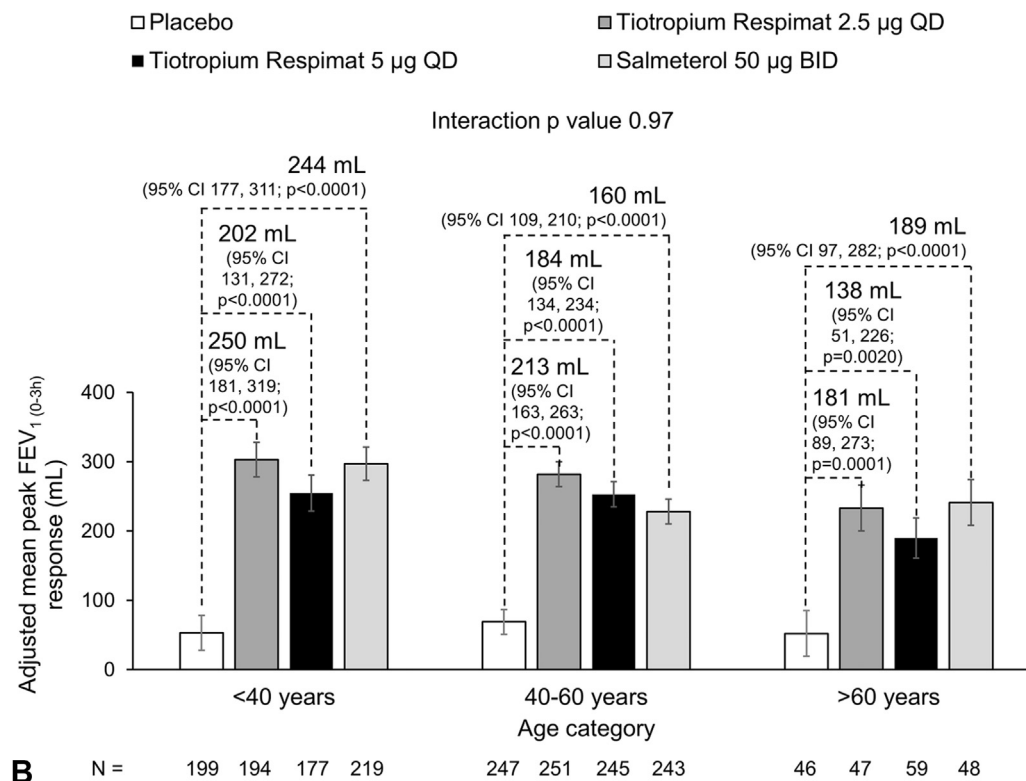 Placebo
Tiotropium Respimat 2.5 µg QD
Tiotropium Respimat 5 µg QD
Salmeterol 50 µg BID
Interaction p value 0.97
244 mL
(95% CI 177, 311; p<0.0001)
202 mL
(95% CI
131, 272;
p<0.0001)
250 mL
(95% CI
181, 319;
p<0.0001)
160 mL
(95% CI 109, 210; p<0.0001)
184 mL
(95% CI
134, 234;
p<0.0001)
213 mL
(95% CI
163, 263;
p<0.0001)
189 mL
(95% CI 97, 282; p<0.0001)
138 mL
(95% CI
51, 226;
p=0.0020)
181 mL
(95% CI
89, 273;
p=0.0001)
Adjusted mean peak FEV1 (0-3h)
response (mL)
400
300
200
100
0
<40 years
40-60 years
>60 years
Age category
B
N = 199 194 177 219 247 251 245 243 46 47 59 48